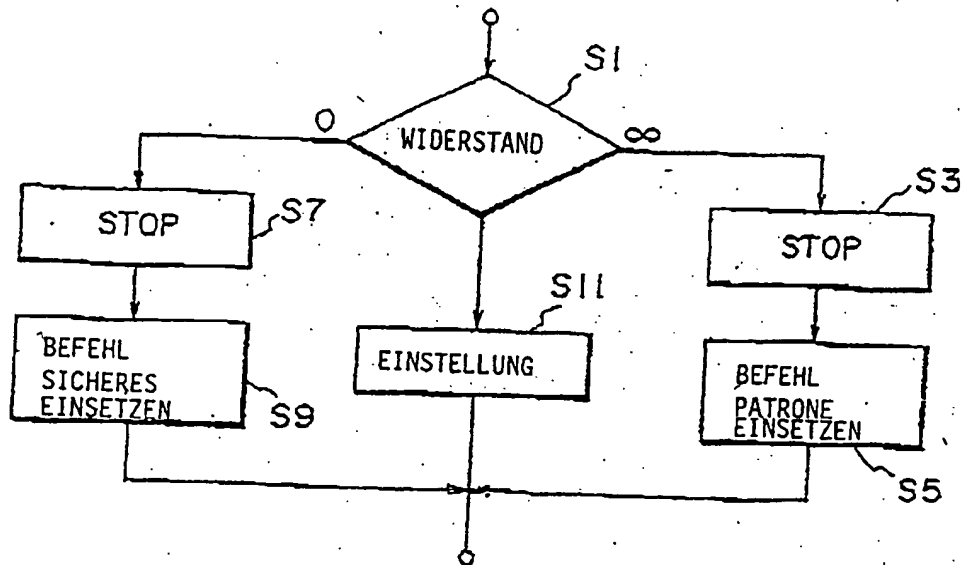 S1
WIDERSTAND
0
∞
STOP
S7
STOP
S3
BEFEHL
SICHERES
EINSETZEN
S9
EINSTELLUNG
S11
BEFEHL
PATRONE
EINSETZEN
S5